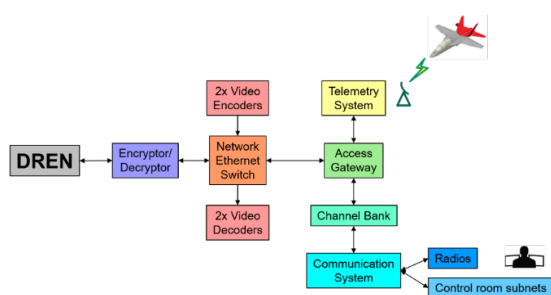 2x Video
Encoders
Telemetry
System
DREN
Encryptor/
Decryptor
Network
Ethernet
Switch
Access
Gateway
2x Video
Decoders
Channel Bank
Communication
System
Radios
Control room subnets